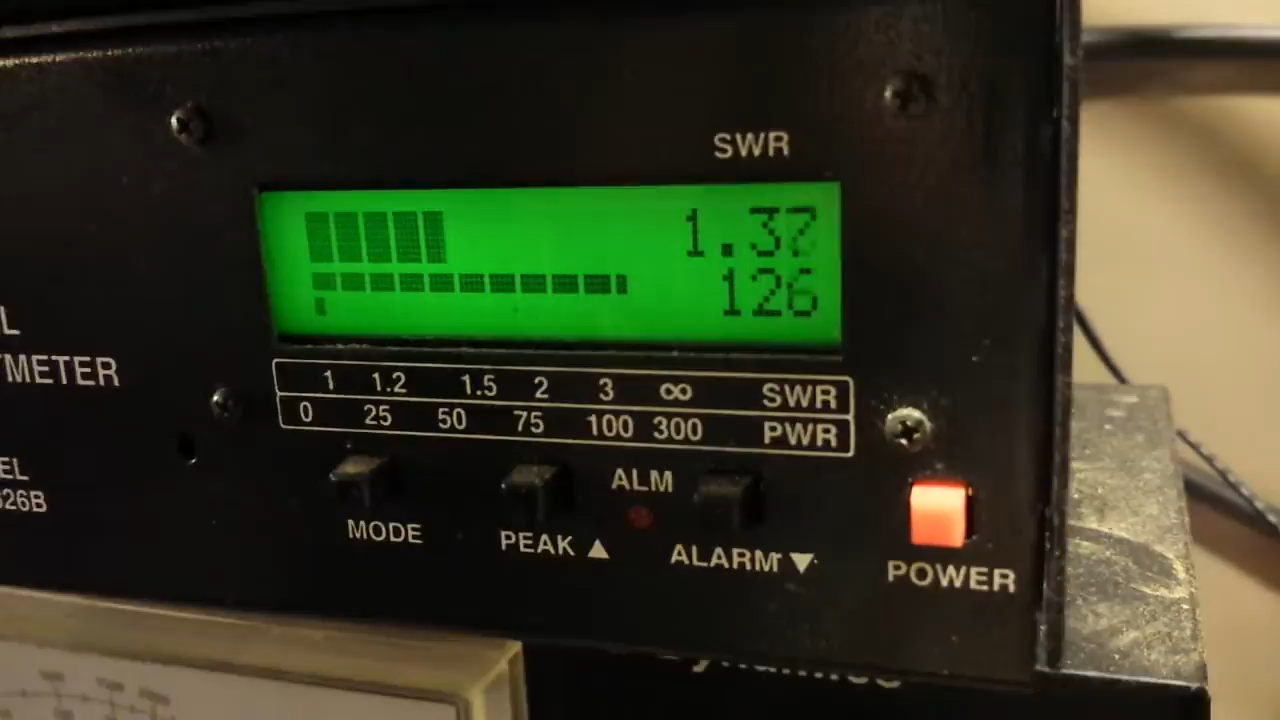 SWR
1.37
126
L
METER
1 1.2 1.5 2 3 ∞ SWR
0 25 50 75 100 300 PWR
EL
26B
ALM
MODE
PEAK ▲
ALARM ▼
POWER